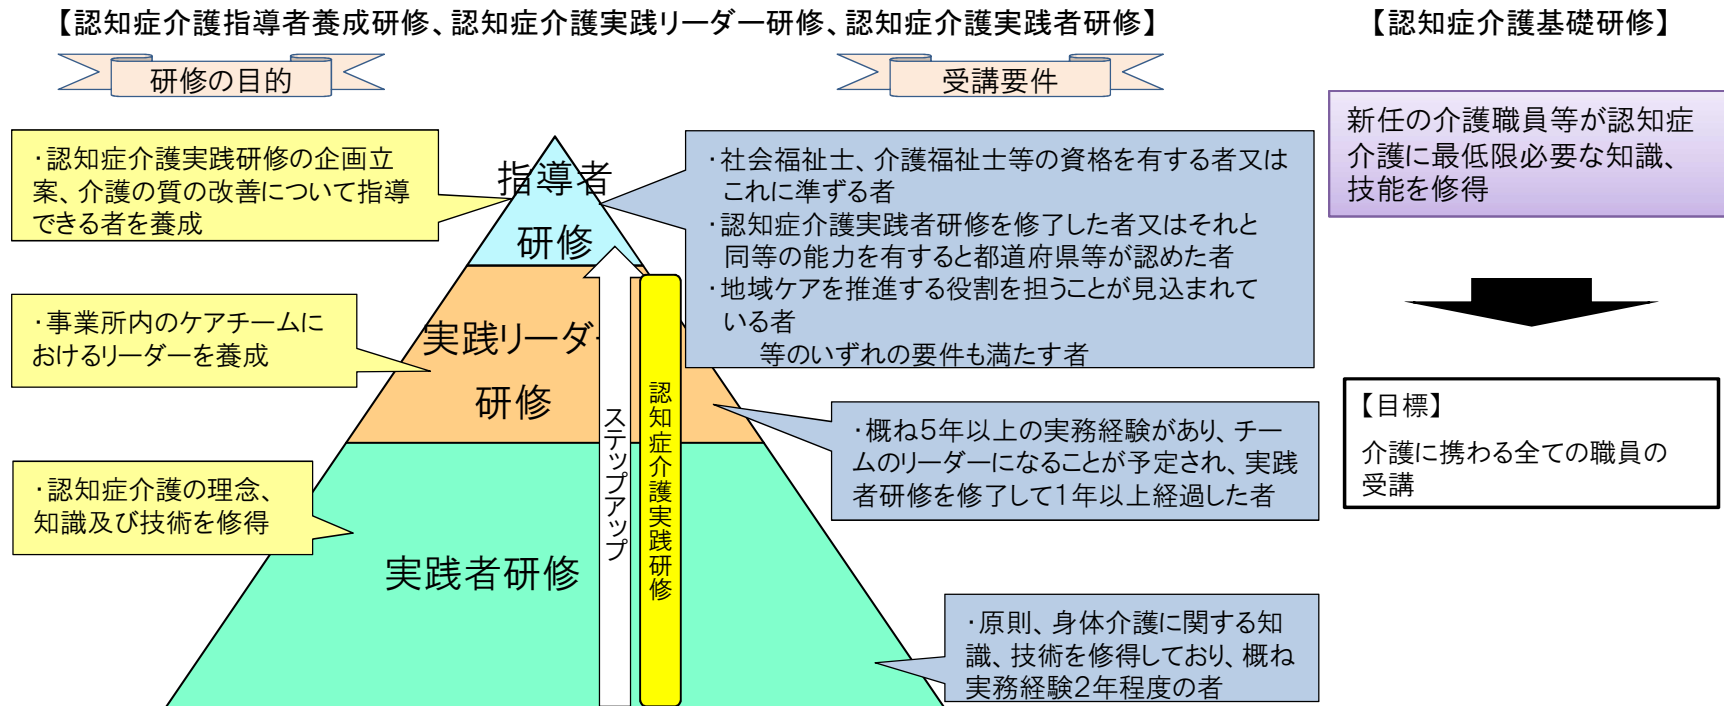 【認知症介護指導者養成研修、認知症介護実践リーダー研修、認知症介護実践者研修】
【認知症介護基礎研修】
研修の目的
受講要件
・認知症介護実践研修の企画立
案、介護の質の改善について指導
できる者を養成
・事業所内のケアチームに
おけるリーダーを養成
・認知症介護の理念、
知識及び技術を修得
指導者
研修
実践リーダ
研修
実践者研修
ステップアップ
認知症介護実践研修
・社会福祉士、介護福祉士等の資格を有する者又は
これに準ずる者
・認知症介護実践者研修を修了した者又はそれと
同等の能力を有すると都道府県等が認めた者
・地域ケアを推進する役割を担うことが見込まれて
いる者
等のいずれの要件も満たす者
・概ね5年以上の実務経験があり、チー
ムのリーダーになることが予定され、実践
者研修を修了して1年以上経過した者
・原則、身体介護に関する知
識、技術を修得しており、概ね
実務経験2年程度の者
新任の介護職員等が認知症
介護に最低限必要な知識、
技能を修得
【目標】
介護に携わる全ての職員の
受講